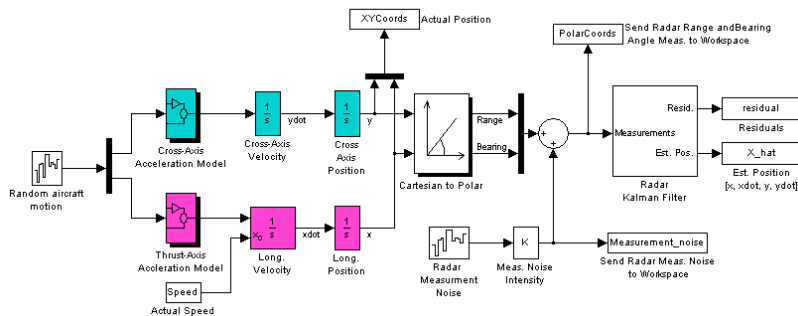 XYCoords
Actual Position
PolarCoords
Send Radar Range andBearing
Angle Meas. to Workspace
1
s
ydot
1
s
y
Cross-Axis
Acceleration Model
Cross-Axis
Velocity
Cross
Axis
Position
Range
Bearing
Cartesian to Polar
+
+
Measurements
Resid.
Est. Pos.
Radar
Kalman Filter
residual
Residuals
X_hat
Est. Position
[x, xdot, y, ydot]
Random aircraft
motion
Thrust-Axis
Accleration Model
xo
1
s
xdot
Long.
Velocity
1
s
x
Long.
Position
Speed
Actual Speed
Radar
Measurment
Noise
K
Meas. Noise
Intensity
Measurement_noise
Send Radar Meas. Noise
to Workspace